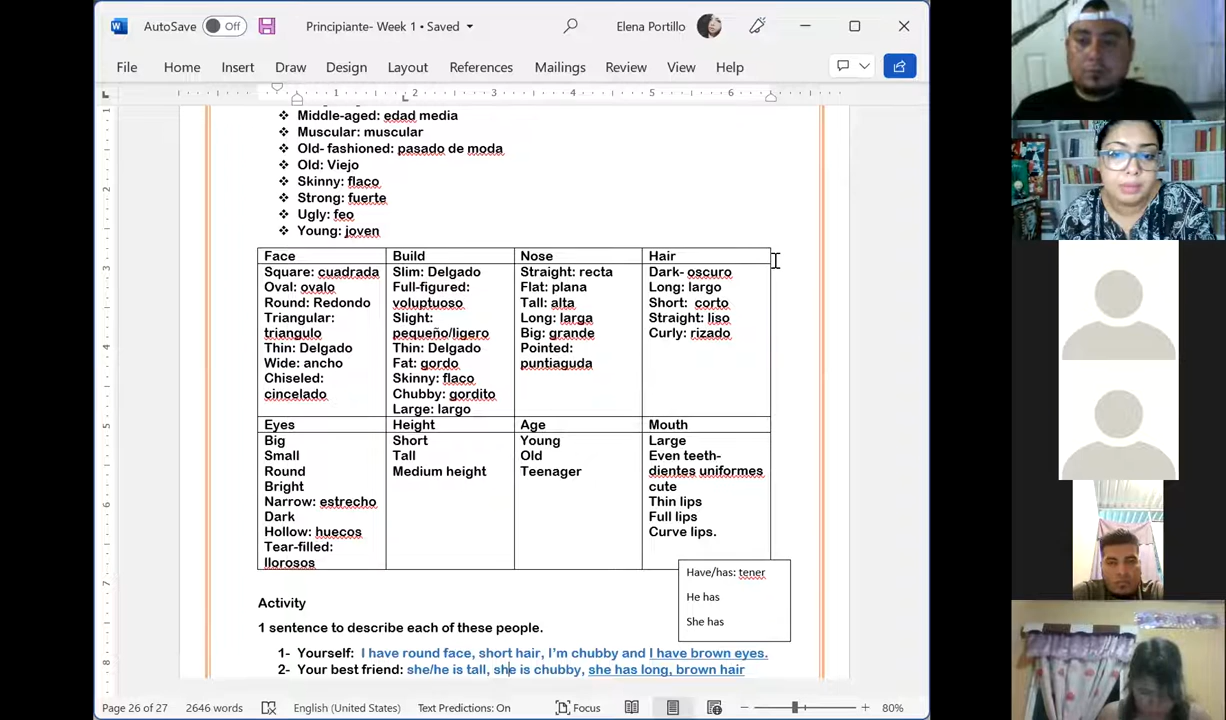 AutoSave Off Principiante- Week 1 • Saved Elena Portillo
File Home Insert Draw Design Layout References Mailings Review View Help
1 2 3 4 5 6
Middle-aged: edad media
Muscular: muscular
Old- fashioned: pasado de moda
Old: Viejo
Skinny: flaco
Strong: fuerte
Ugly: feo
Young: joven
Face
Square: cuadrada
Oval: ovalo
Round: Redondo
Triangular:
triangulo
Thin: Delgado
Wide: ancho
Chiseled:
cincelado
Build
Slim: Delgado
Full-figured:
voluptuoso
Slight:
pequeño/ligero
Thin: Delgado
Fat: gordo
Skinny: flaco
Chubby: gordito
Large: largo
Nose
Straight: recta
Flat: plana
Tall: alta
Long: larga
Big: grande
Pointed:
puntiaguda
Hair
Dark- oscuro
Long: largo
Short: corto
Straight: liso
Curly: rizado
Eyes
Big
Small
Round
Bright
Narrow: estrecho
Dark
Hollow: huecos
Tear-filled:
llorosos
Height
Short
Tall
Medium height
Age
Young
Old
Teenager
Mouth
Large
Even teeth-
dientes uniformes
cute
Thin lips
Full lips
Curve lips.
Have/has: tener
He has
She has
Activity
1 sentence to describe each of these people.
1- Yourself: I have round face, short hair, I'm chubby and I have brown eyes.
2- Your best friend: she/he is tall, she is chubby, she has long, brown hair
Page 26 of 27 2646 words English (United States) Text Predictions: On Focus 80%